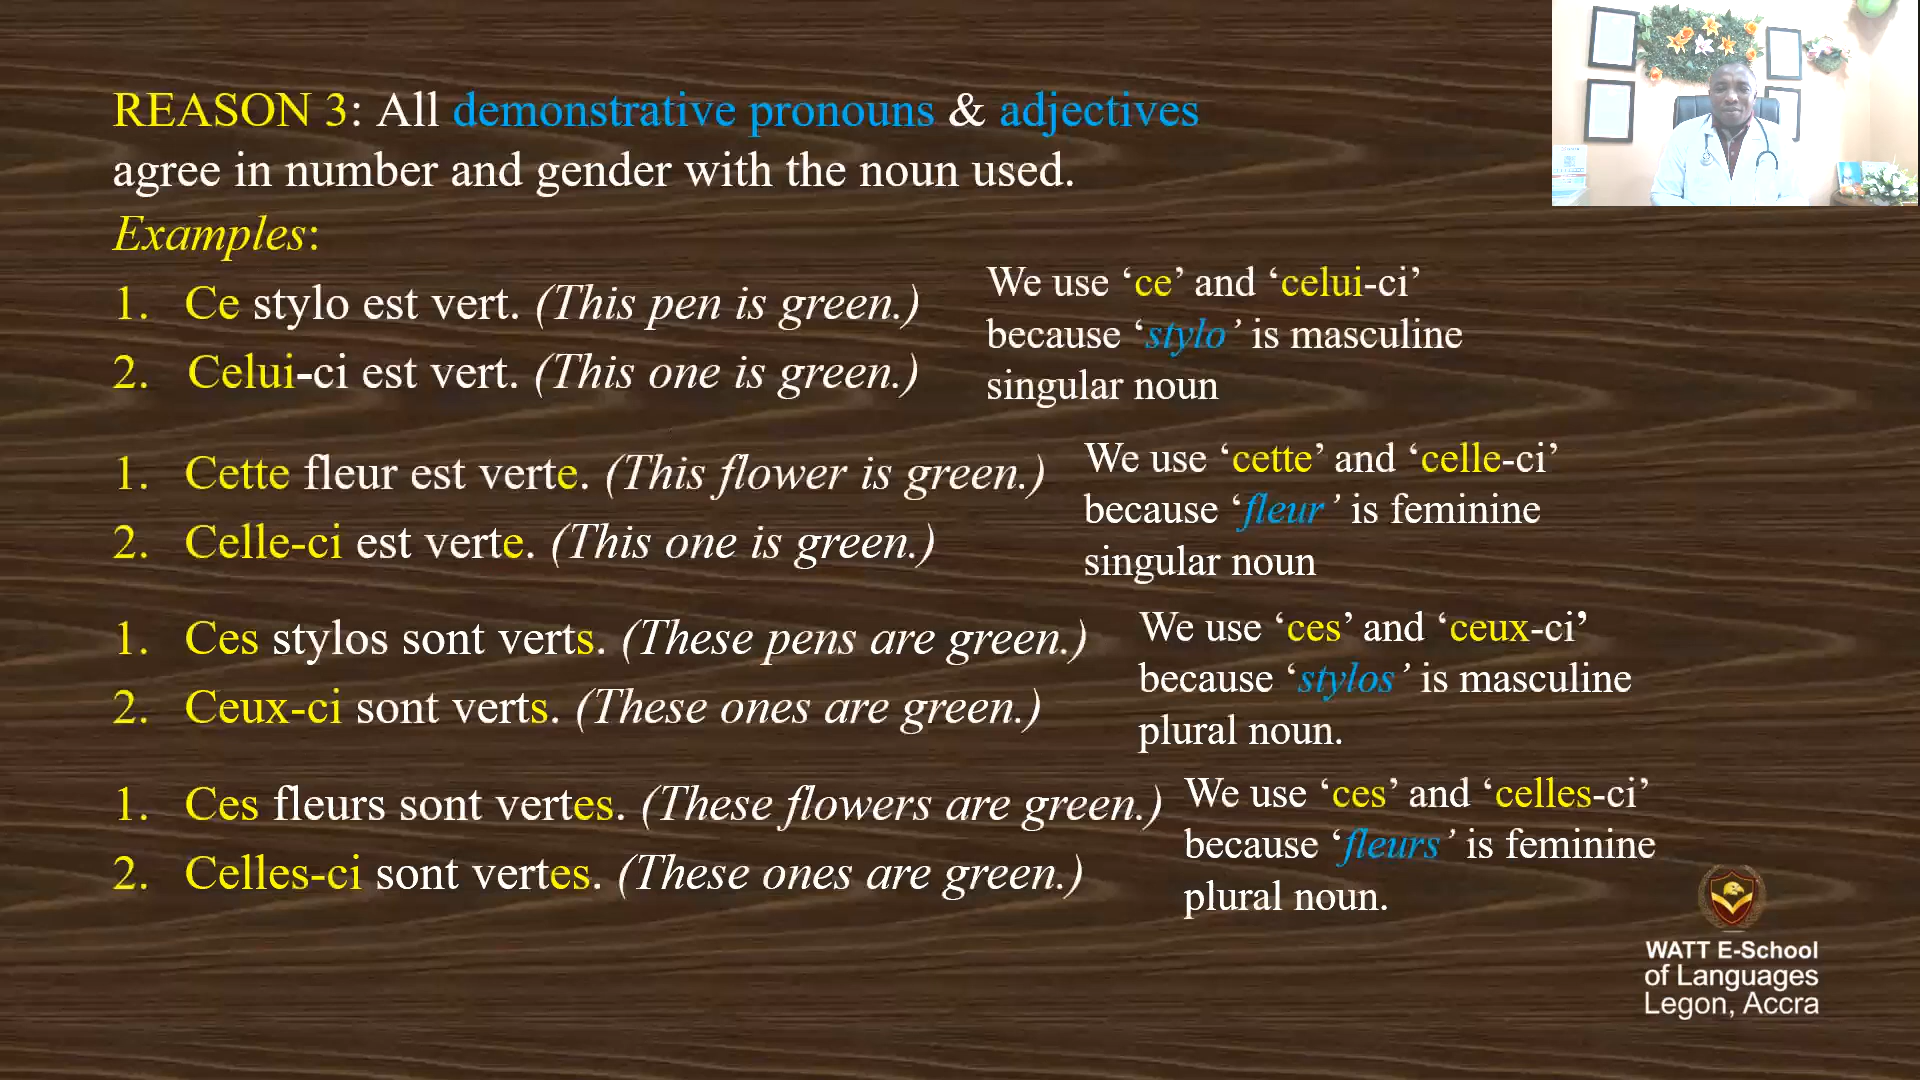 REASON 3: All demonstrative pronouns & adjectives
agree in number and gender with the noun used.
Examples:
1. Ce stylo est vert. (This pen is green.)
2. Celui-ci est vert. (This one is green.)
We use ‘ce’ and ‘celui-ci’
because ‘stylo’ is masculine
singular noun
1. Cette fleur est verte. (This flower is green.)
2. Celle-ci est verte. (This one is green.)
We use ‘cette’ and ‘celle-ci’
because ‘fleur’ is feminine
singular noun
1. Ces stylos sont verts. (These pens are green.)
2. Ceux-ci sont verts. (These ones are green.)
We use ‘ces’ and ‘ceux-ci’
because ‘stylos’ is masculine
plural noun.
1. Ces fleurs sont vertes. (These flowers are green.)
2. Celles-ci sont vertes. (These ones are green.)
We use ‘ces’ and ‘celles-ci’
because ‘fleurs’ is feminine
plural noun.
WATT E-School
of Languages
Legon, Accra